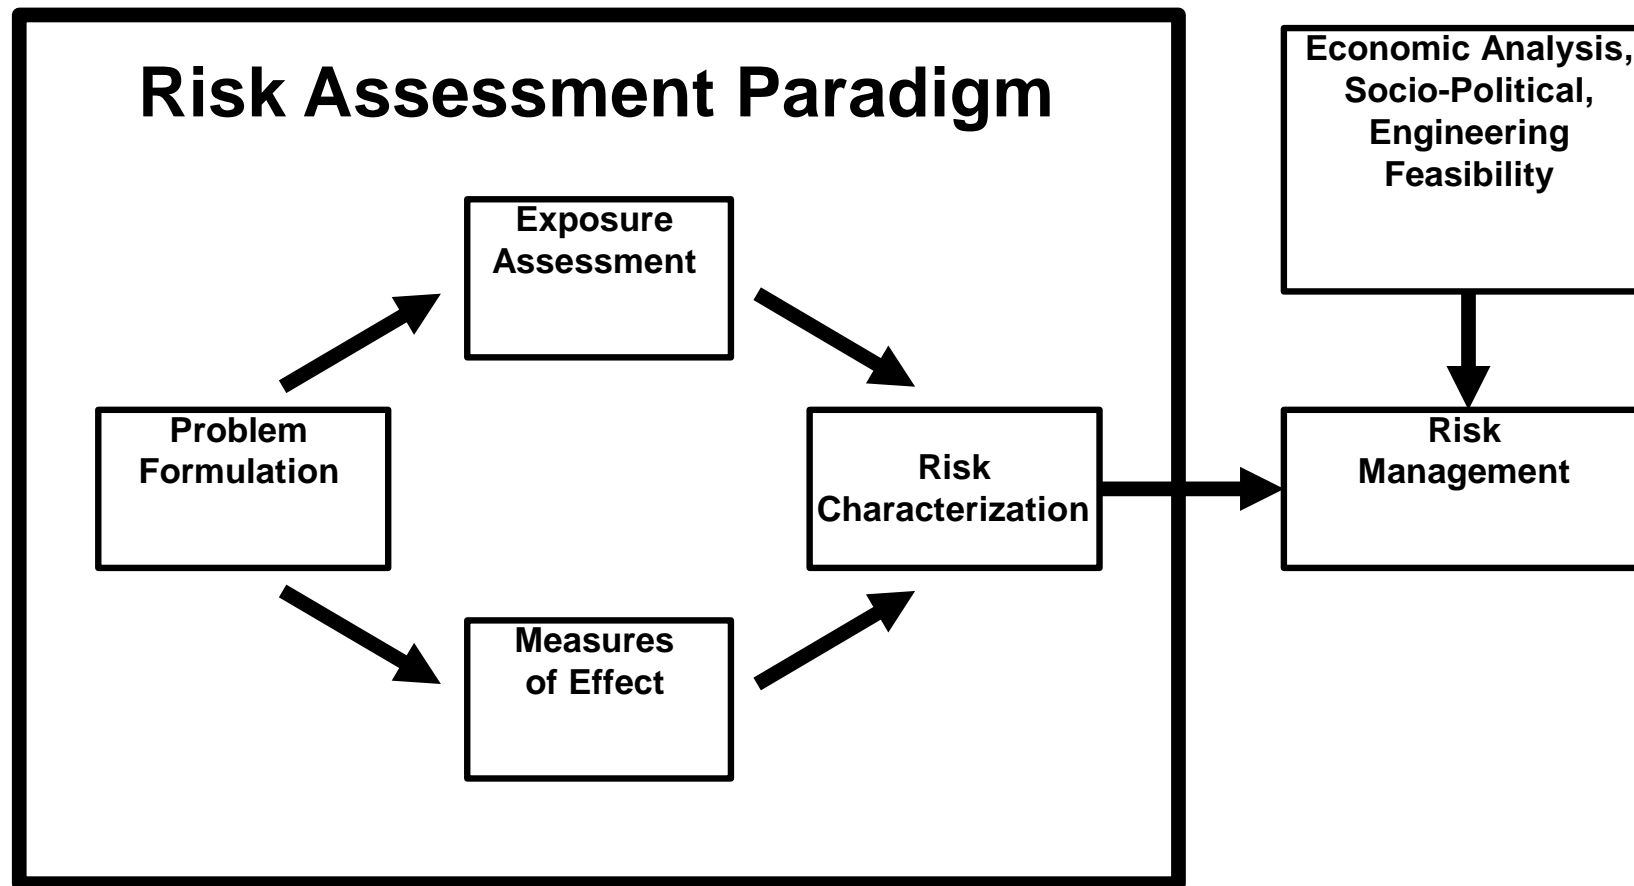 Risk Assessment Paradigm
Economic Analysis,
Socio-Political,
Engineering
Feasibility
Exposure
Assessment
Problem
Formulation
Risk
Characterization
Risk
Management
Measures
of Effect